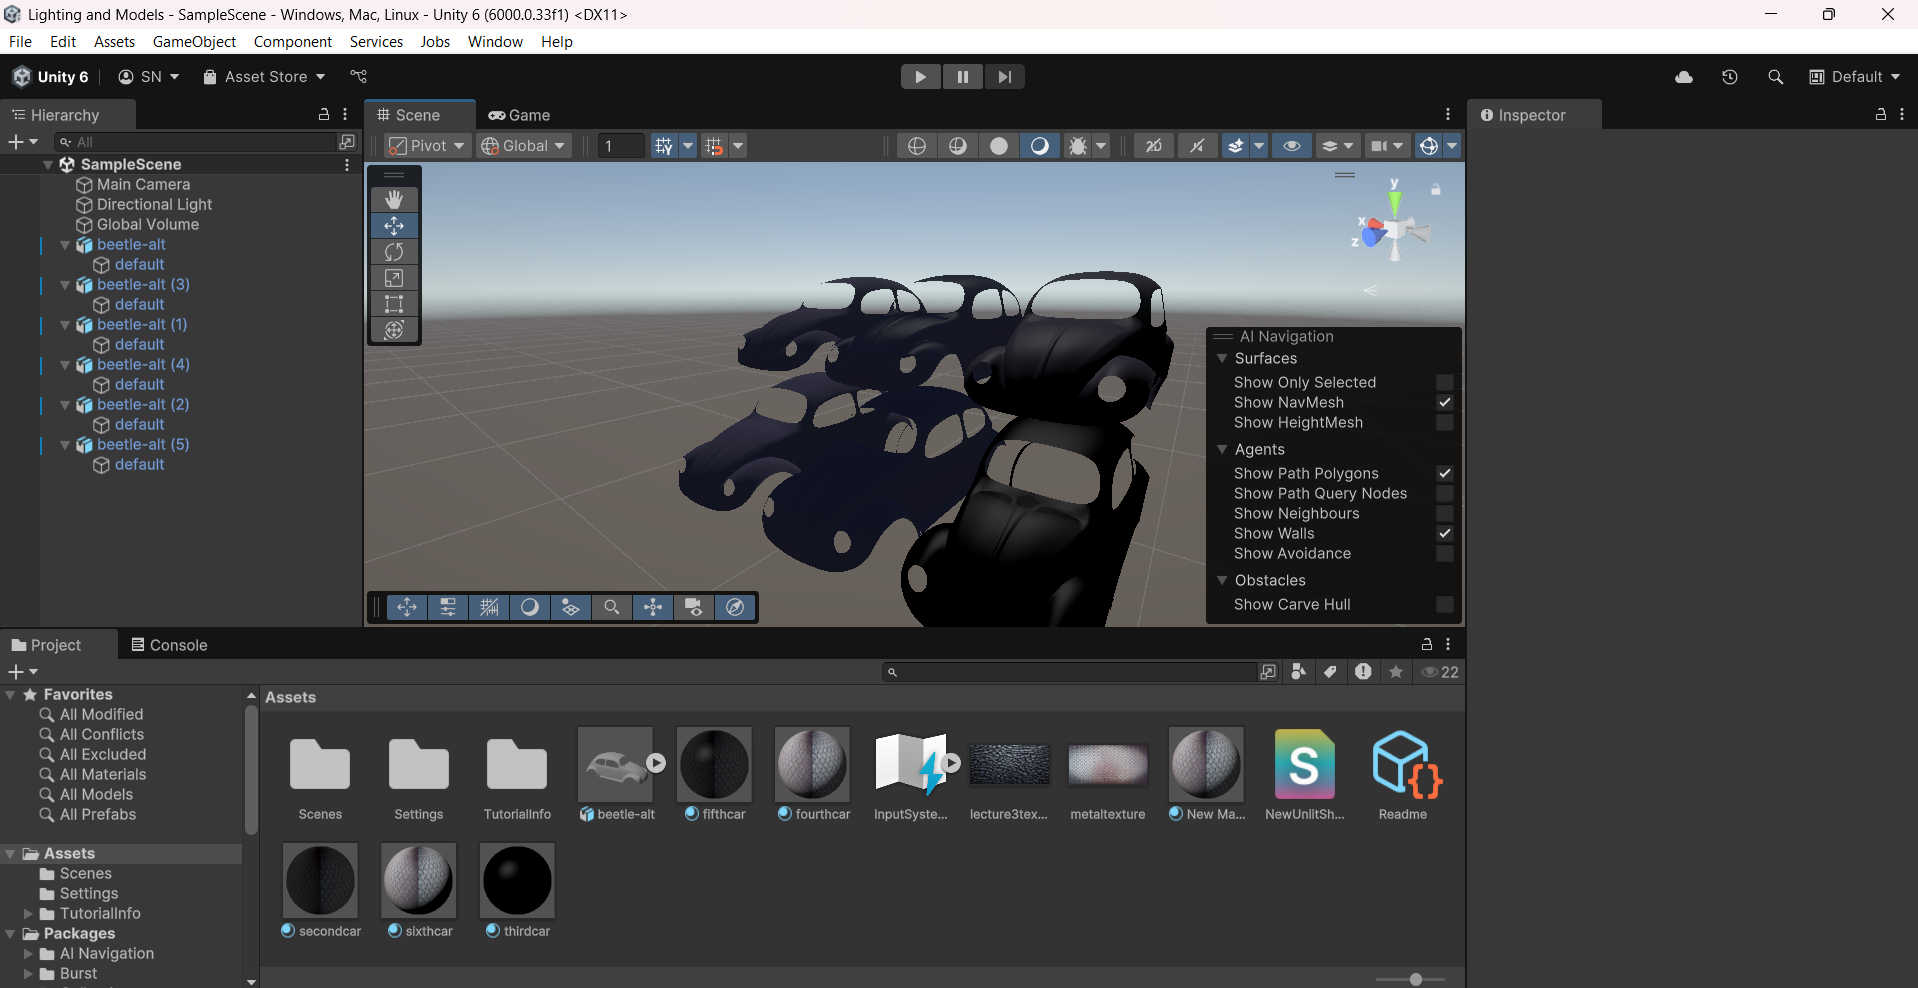 Lighting and Models - SampleScene - Windows, Mac, Linux - Unity 6 (6000.0.33f1) <DX11>
File Edit Assets GameObject Component Services Jobs Window Help
Unity 6 SN Asset Store Default
Hierarchy
All
SampleScene
Main Camera
Directional Light
Global Volume
beetle-alt
default
beetle-alt (3)
default
beetle-alt (1)
default
beetle-alt (4)
default
beetle-alt (2)
default
beetle-alt (5)
default
Scene Game
Pivot Global 1 2D
y
x
z
AI Navigation
Surfaces
Show Only Selected
Show NavMesh
Show HeightMesh
Agents
Show Path Polygons
Show Path Query Nodes
Show Neighbours
Show Walls
Show Avoidance
Obstacles
Show Carve Hull
Inspector
Project Console
22
Favorites
All Modified
All Conflicts
All Excluded
All Materials
All Models
All Prefabs
Assets
Scenes
Settings
TutorialInfo
Packages
AI Navigation
Burst
Assets
Scenes Settings TutorialInfo beetle-alt fifthcar fourthcar InputSyste... lecture3tex... metaltexture New Ma... NewUnlitSh... Readme
secondcar sixthcar thirdcar